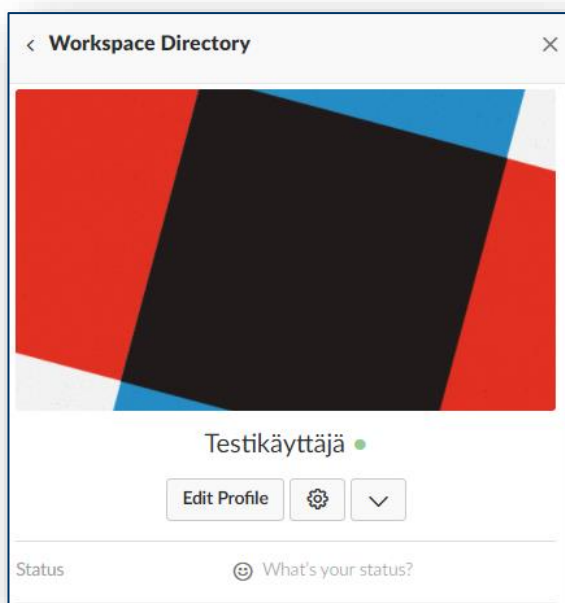 Workspace Directory
Testikäyttäjä
Edit Profile
Status What's your status?